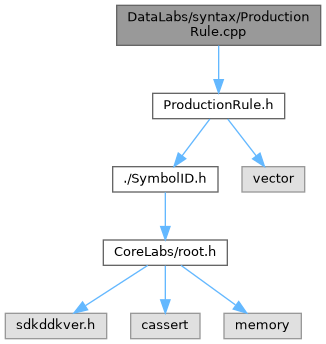 DataLabs/syntax/Production
Rule.cpp
ProductionRule.h
./SymbolID.h
vector
CoreLabs/root.h
sdkddkver.h
cassert
memory